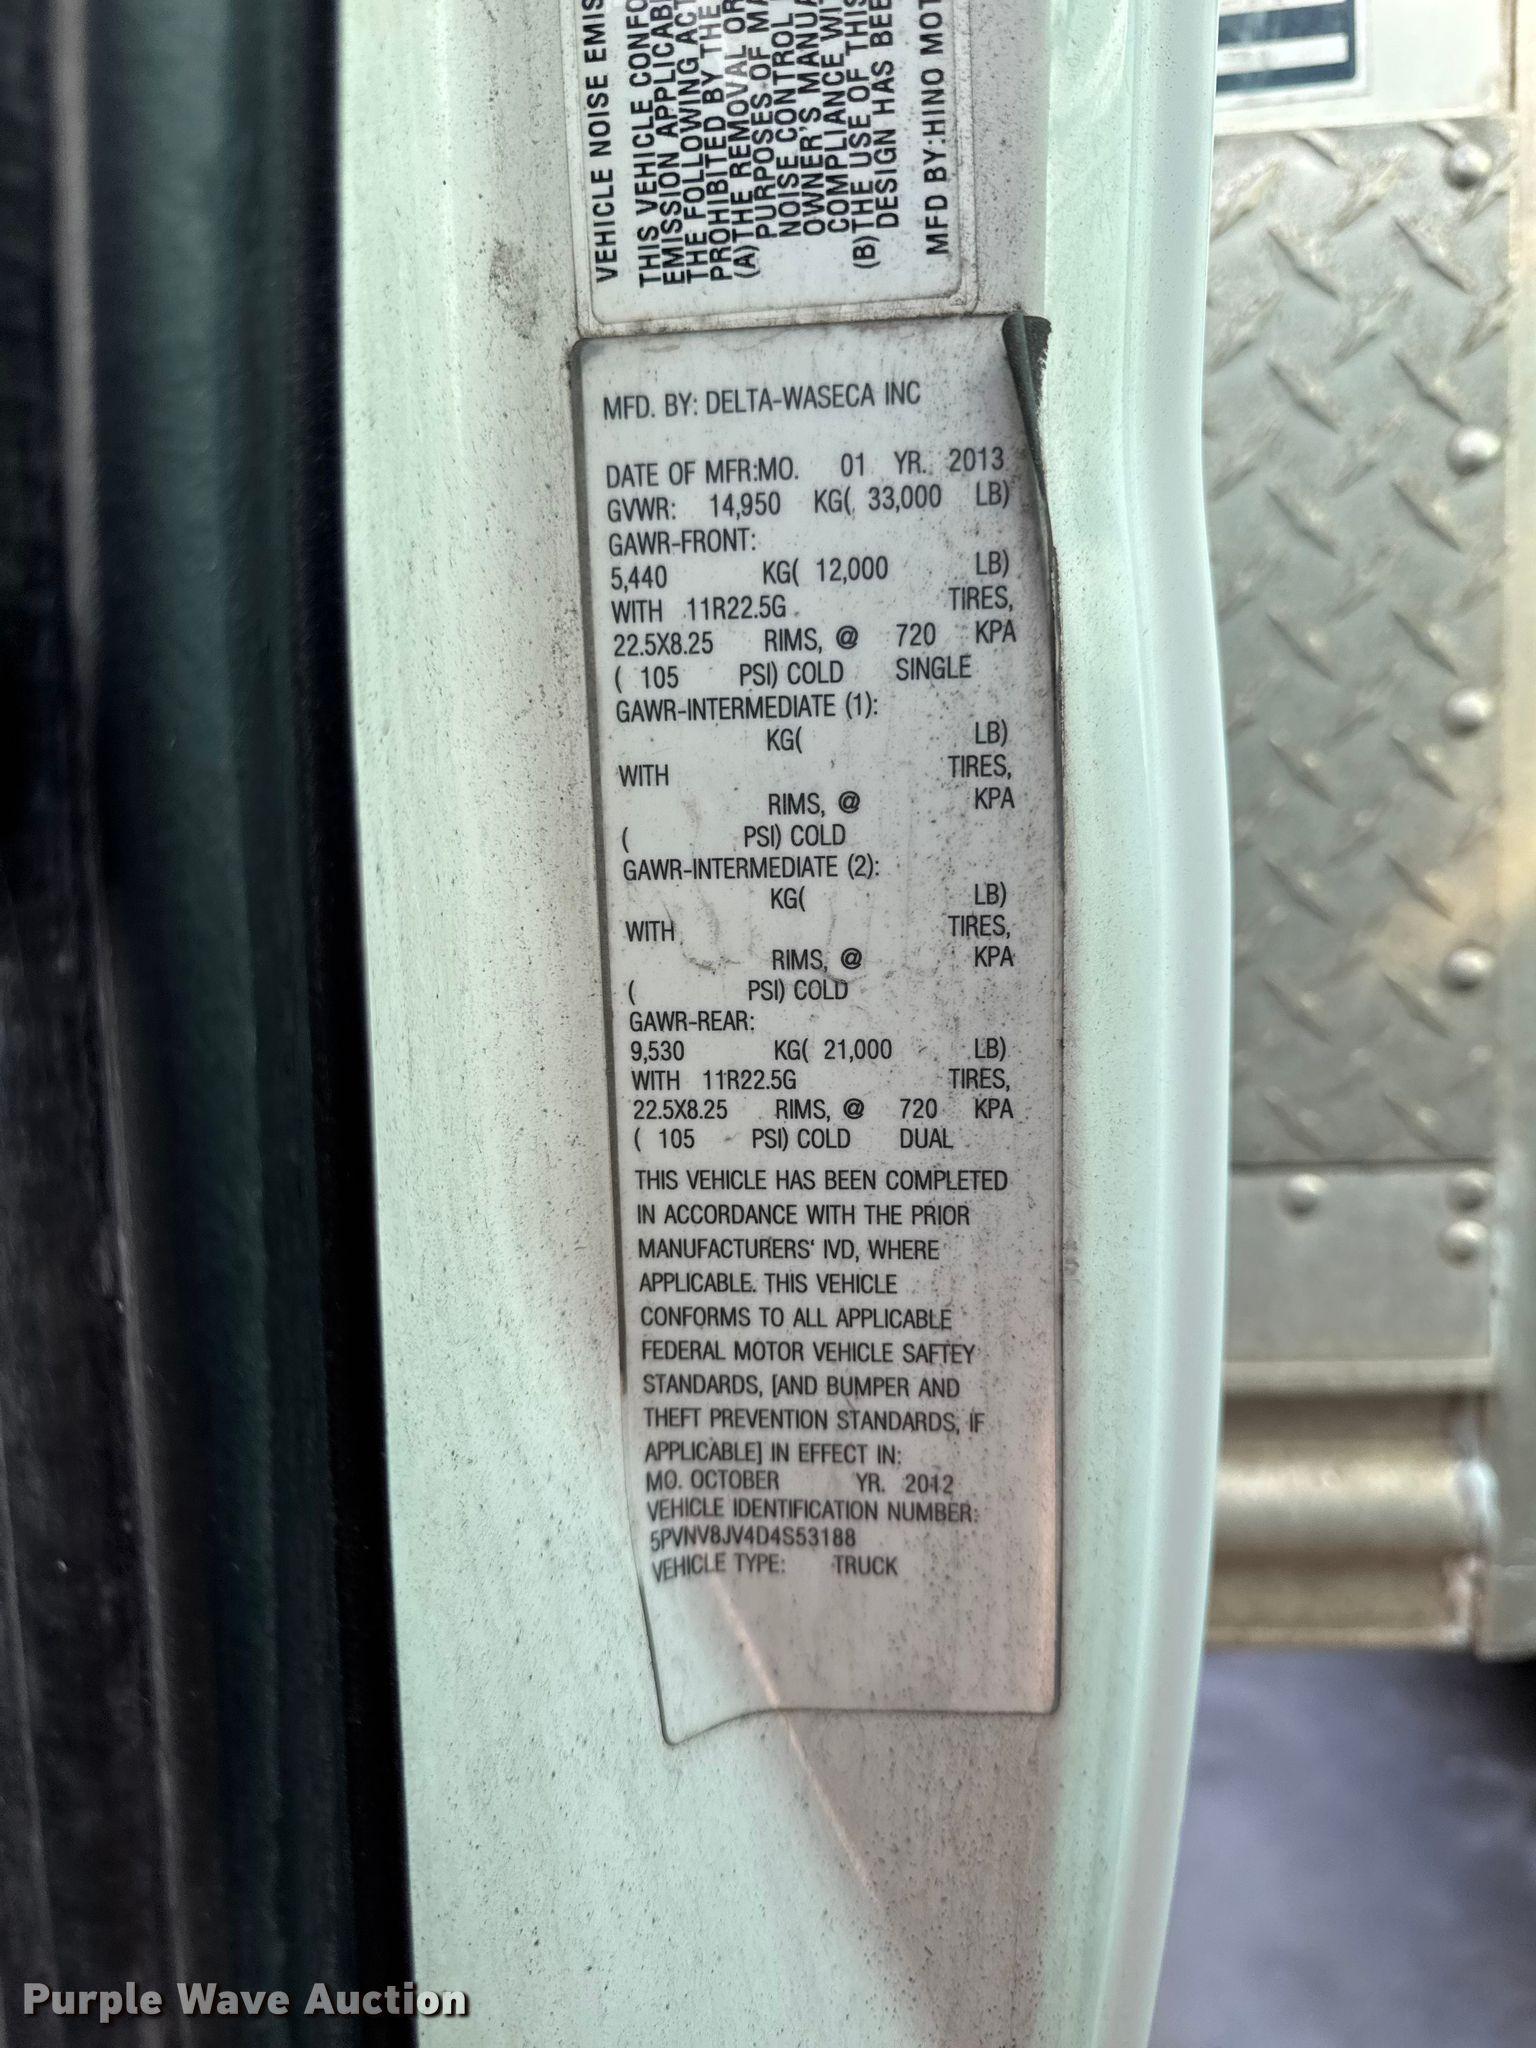 VEHICLE NOISE EMIS
THIS VEHICLE CONFO
EMISSION APPLICABL
THE FOLLOWING ACT
PROHIBITED BY THE
(A) THE REMOVAL OR
PURPOSES OF MA
NOISE CONTROL
OWNER'S MANUA
COMPLIANCE WIT
(B) THE USE OF THIS
DESIGN HAS BEE
MFD BY:HINO MOT
MFD. BY: DELTA-WASECA INC
DATE OF MFR:MO. 01 YR. 2013
GVWR: 14,950 KG( 33,000 LB)
GAWR-FRONT:
5,440 KG( 12,000 LB)
WITH 11R22.5G TIRES,
22.5X8.25 RIMS, @ 720 KPA
( 105 PSI) COLD SINGLE
GAWR-INTERMEDIATE (1):
KG( LB)
WITH TIRES,
RIMS, @ KPA
( PSI) COLD
GAWR-INTERMEDIATE (2):
KG( LB)
WITH TIRES,
RIMS, @ KPA
( PSI) COLD
GAWR-REAR:
9,530 KG( 21,000 LB)
WITH 11R22.5G TIRES,
22.5X8.25 RIMS, @ 720 KPA
( 105 PSI) COLD DUAL
THIS VEHICLE HAS BEEN COMPLETED
IN ACCORDANCE WITH THE PRIOR
MANUFACTURERS' IVD, WHERE
APPLICABLE. THIS VEHICLE
CONFORMS TO ALL APPLICABLE
FEDERAL MOTOR VEHICLE SAFTEY
STANDARDS, [AND BUMPER AND
THEFT PREVENTION STANDARDS, IF
APPLICABLE] IN EFFECT IN:
MO. OCTOBER YR. 2012
VEHICLE IDENTIFICATION NUMBER:
5PVNV8JV4D4S53188
VEHICLE TYPE: TRUCK
Purple Wave Auction